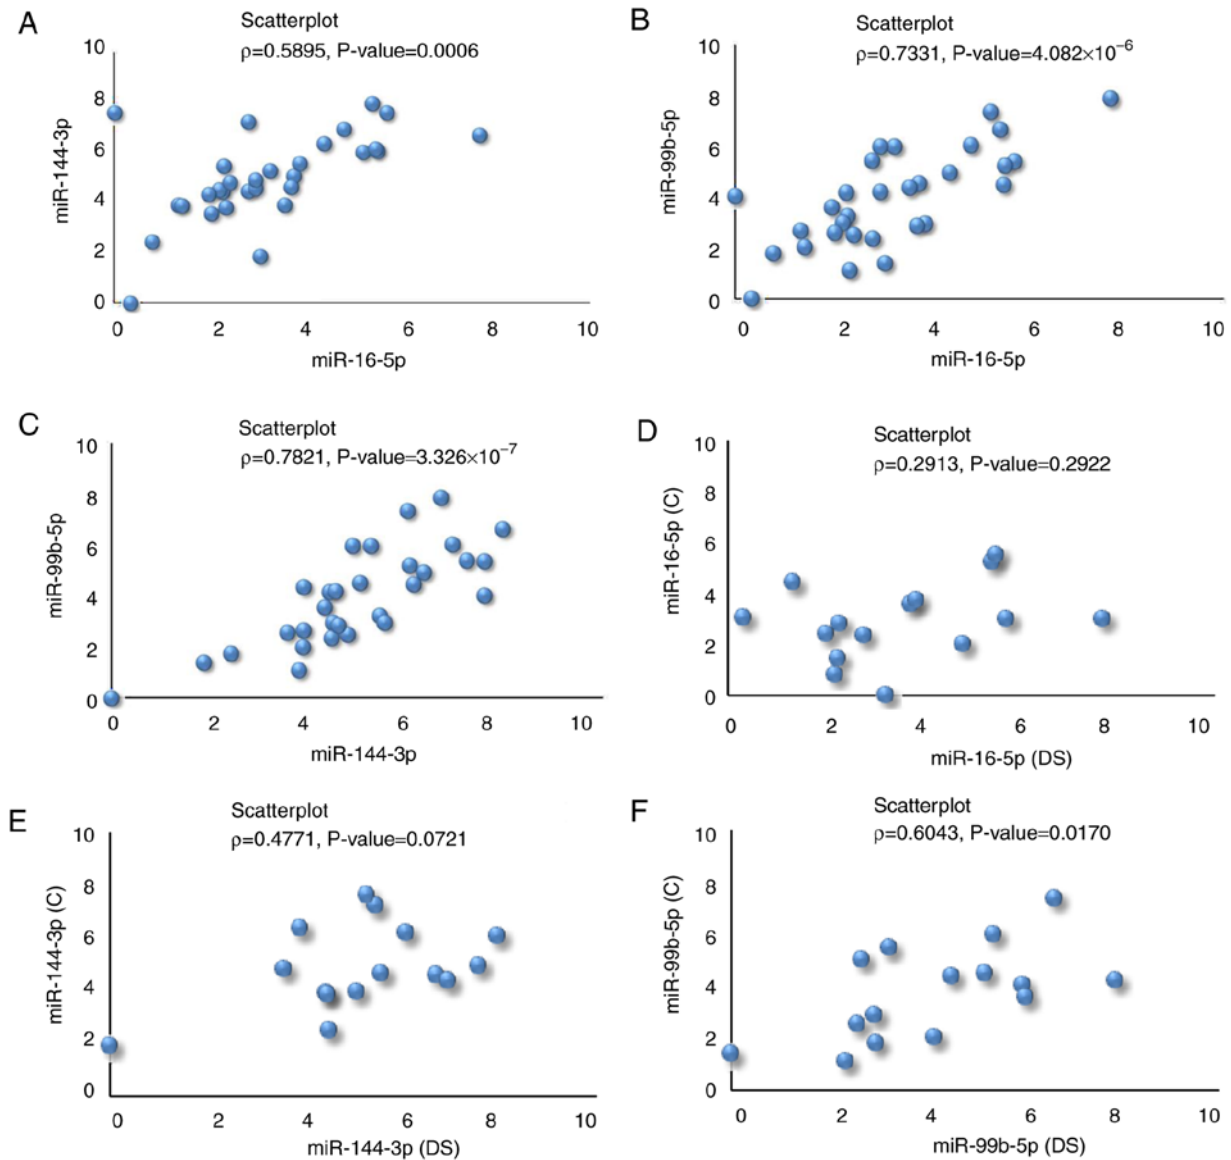 A
Scatterplot
ρ=0.5895, P-value=0.0006
miR-144-3p
10
8
6
4
2
0
0 2 4 6 8 10
miR-16-5p
B
Scatterplot
ρ=0.7331, P-value=4.082×10⁻⁶
miR-99b-5p
10
8
6
4
2
0
0 2 4 6 8 10
miR-16-5p
C
Scatterplot
ρ=0.7821, P-value=3.326×10⁻⁷
miR-99b-5p
10
8
6
4
2
0
0 2 4 6 8 10
miR-144-3p
D
Scatterplot
ρ=0.2913, P-value=0.2922
miR-16-5p (C)
10
8
6
4
2
0
0 2 4 6 8 10
miR-16-5p (DS)
E
Scatterplot
ρ=0.4771, P-value=0.0721
miR-144-3p (C)
10
8
6
4
2
0
0 2 4 6 8 10
miR-144-3p (DS)
F
Scatterplot
ρ=0.6043, P-value=0.0170
miR-99b-5p (C)
10
8
6
4
2
0
0 2 4 6 8 10
miR-99b-5p (DS)